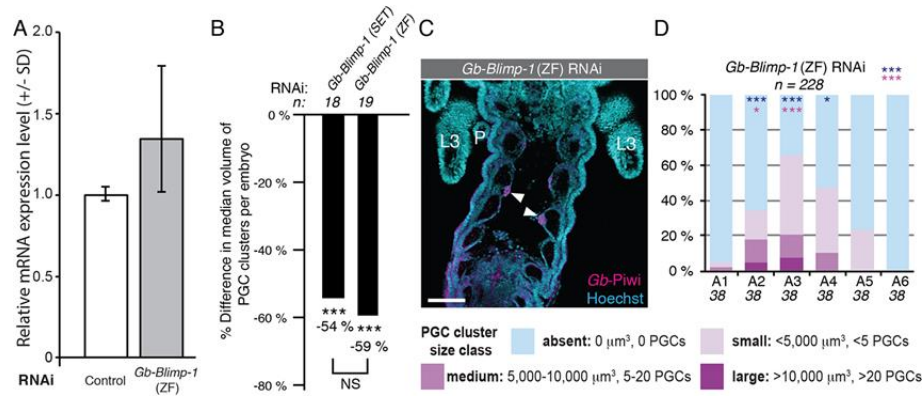 A
Relative mRNA expression level (+/- SD)
2.0
1.5
1.0
0.5
0
RNAi
Control
Gb-Blimp-1
(ZF)
B
RNAi:
Gb-Blimp-1 (SET)
Gb-Blimp-1 (ZF)
n:
18
19
% Difference in median volume of
PGC clusters per embryo
0 %
-20 %
-40 %
-60 %
-80 %
***
-54 %
***
-59 %
NS
C
Gb-Blimp-1(ZF) RNAi
L3
P
L3
Gb-Piwi
Hoechst
D
Gb-Blimp-1(ZF) RNAi
n = 228
***
***
***
*
***
***
*
100 %
80 %
60 %
40 %
20 %
0 %
A1 A2 A3 A4 A5 A6
38 38 38 38 38 38
PGC cluster
size class
absent: 0 μm³, 0 PGCs
small: <5,000 μm³, <5 PGCs
medium: 5,000-10,000 μm³, 5-20 PGCs
large: >10,000 μm³, >20 PGCs